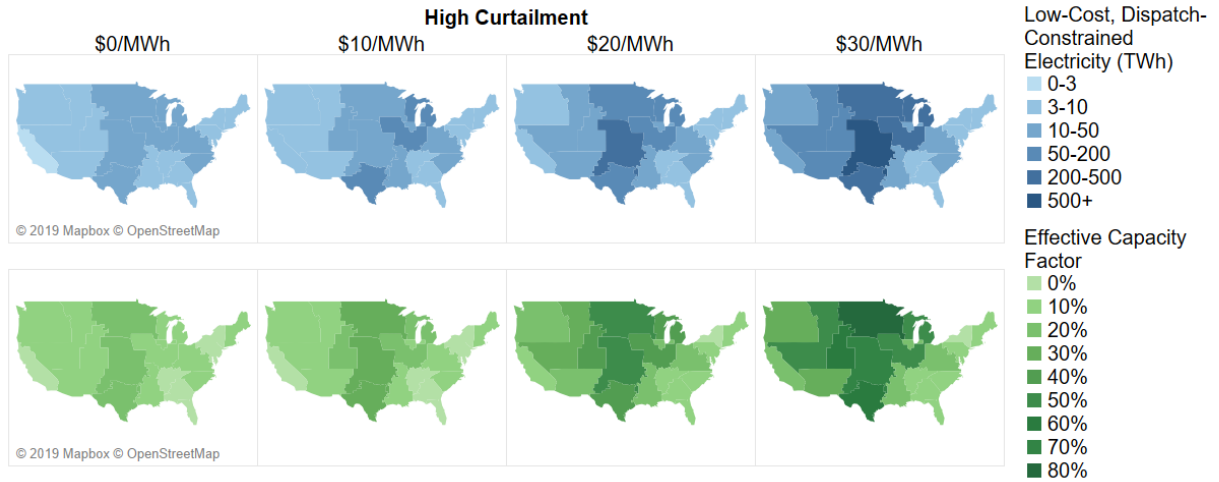 High Curtailment
$0/MWh
$10/MWh
$20/MWh
$30/MWh
© 2019 Mapbox © OpenStreetMap
© 2019 Mapbox © OpenStreetMap
Low-Cost, Dispatch-
Constrained
Electricity (TWh)
0-3
3-10
10-50
50-200
200-500
500+
Effective Capacity
Factor
0%
10%
20%
30%
40%
50%
60%
70%
80%